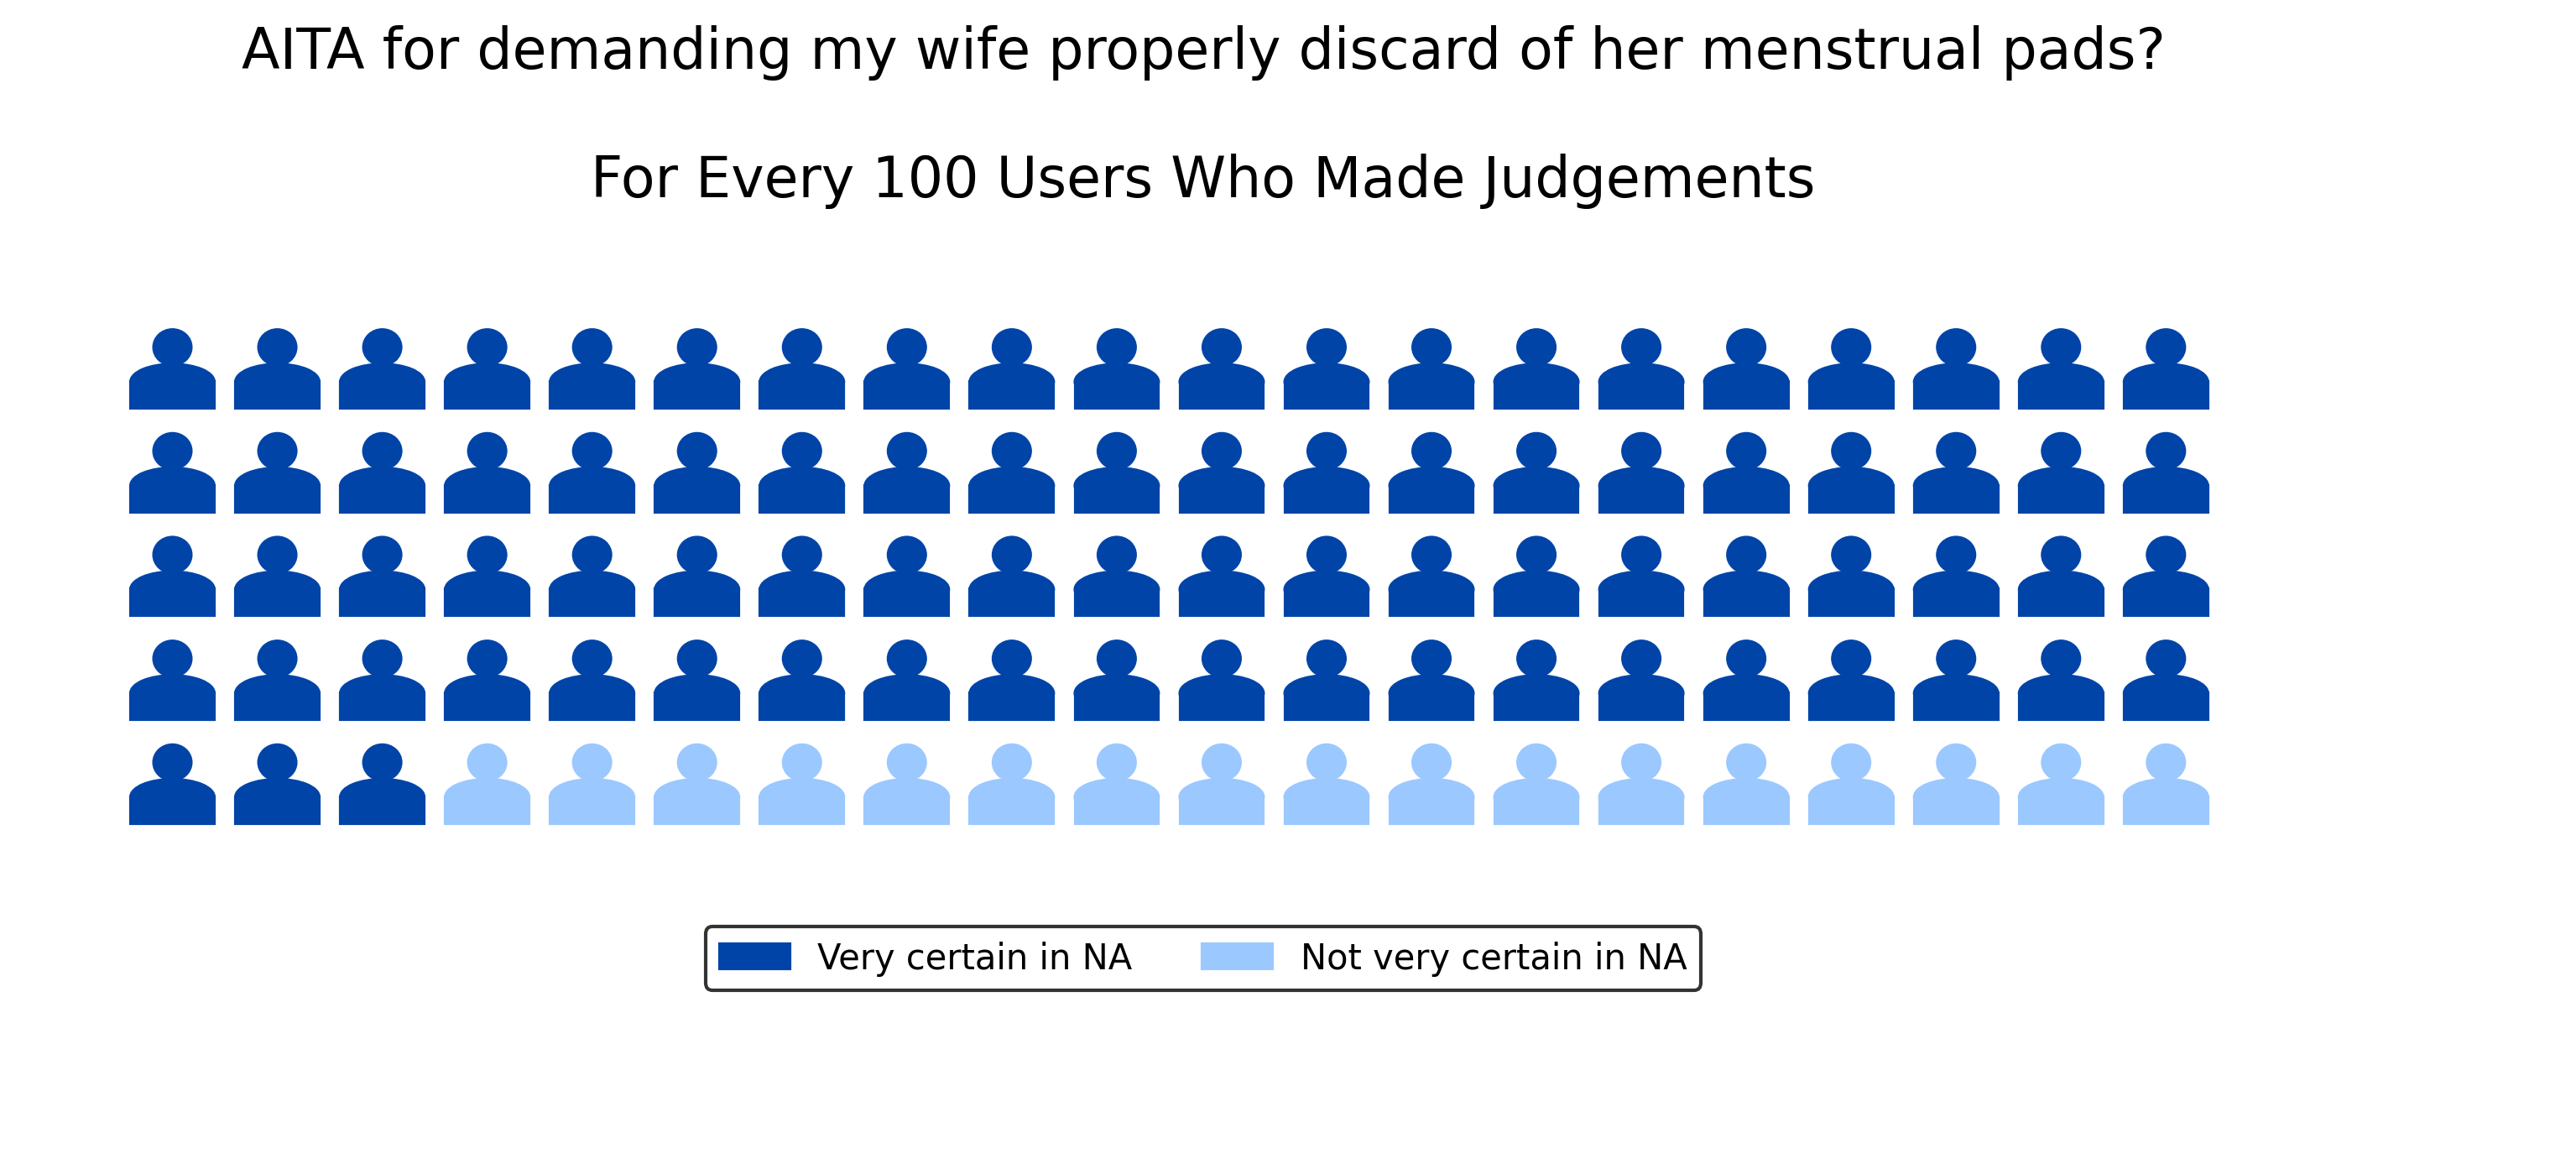 AITA for demanding my wife properly discard of her menstrual pads?
For Every 100 Users Who Made Judgements
Very certain in NA
Not very certain in NA